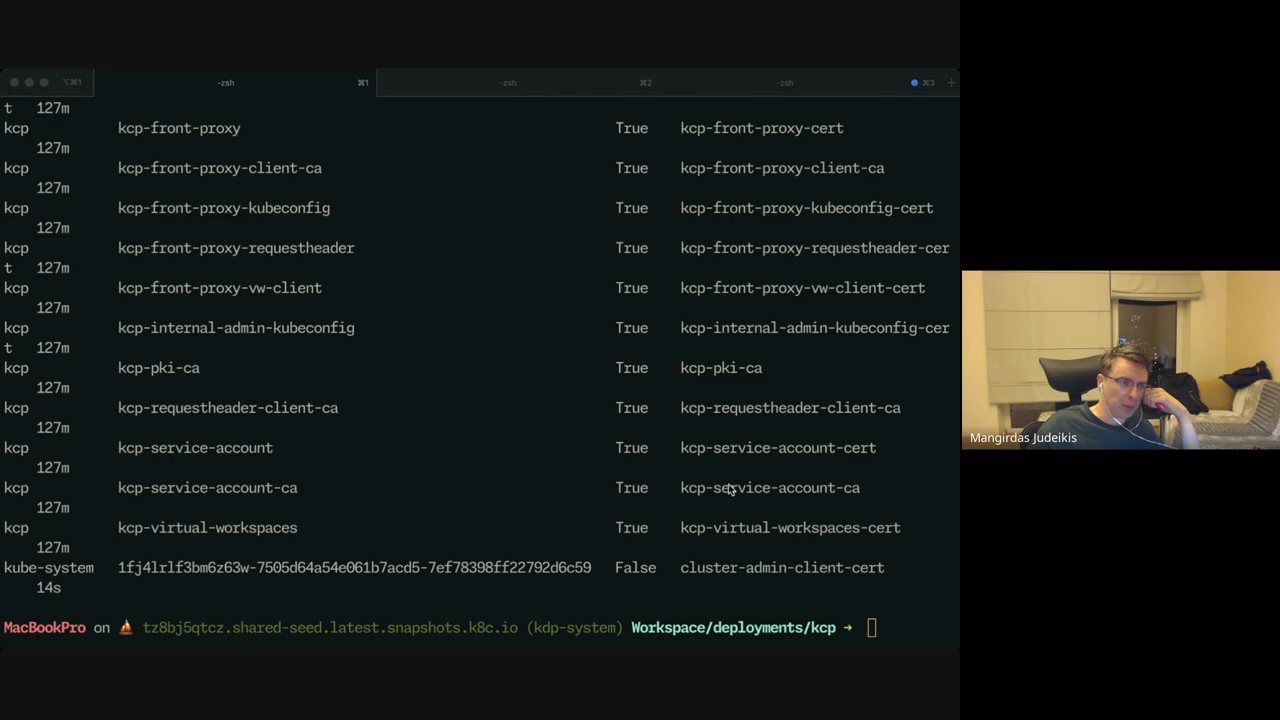 ⌥⌘1 -zsh ⌘1 -zsh ⌘2 -zsh ⌘3 +
t 127m
kcp kcp-front-proxy True kcp-front-proxy-cert
127m
kcp kcp-front-proxy-client-ca True kcp-front-proxy-client-ca
127m
kcp kcp-front-proxy-kubeconfig True kcp-front-proxy-kubeconfig-cert
127m
kcp kcp-front-proxy-requestheader True kcp-front-proxy-requestheader-cer
t 127m
kcp kcp-front-proxy-vw-client True kcp-front-proxy-vw-client-cert
127m
kcp kcp-internal-admin-kubeconfig True kcp-internal-admin-kubeconfig-cer
t 127m
kcp kcp-pki-ca True kcp-pki-ca
127m
kcp kcp-requestheader-client-ca True kcp-requestheader-client-ca
127m
kcp kcp-service-account True kcp-service-account-cert
127m
kcp kcp-service-account-ca True kcp-service-account-ca
127m
kcp kcp-virtual-workspaces True kcp-virtual-workspaces-cert
127m
kube-system 1fj4lrlf3bm6z63w-7505d64a54e061b7acd5-7ef78398ff22792d6c59 False cluster-admin-client-cert
14s
MacBookPro on ⛵ tz8bj5qtcz.shared-seed.latest.snapshots.k8c.io (kdp-system) Workspace/deployments/kcp →
Mangirdas Judeikis